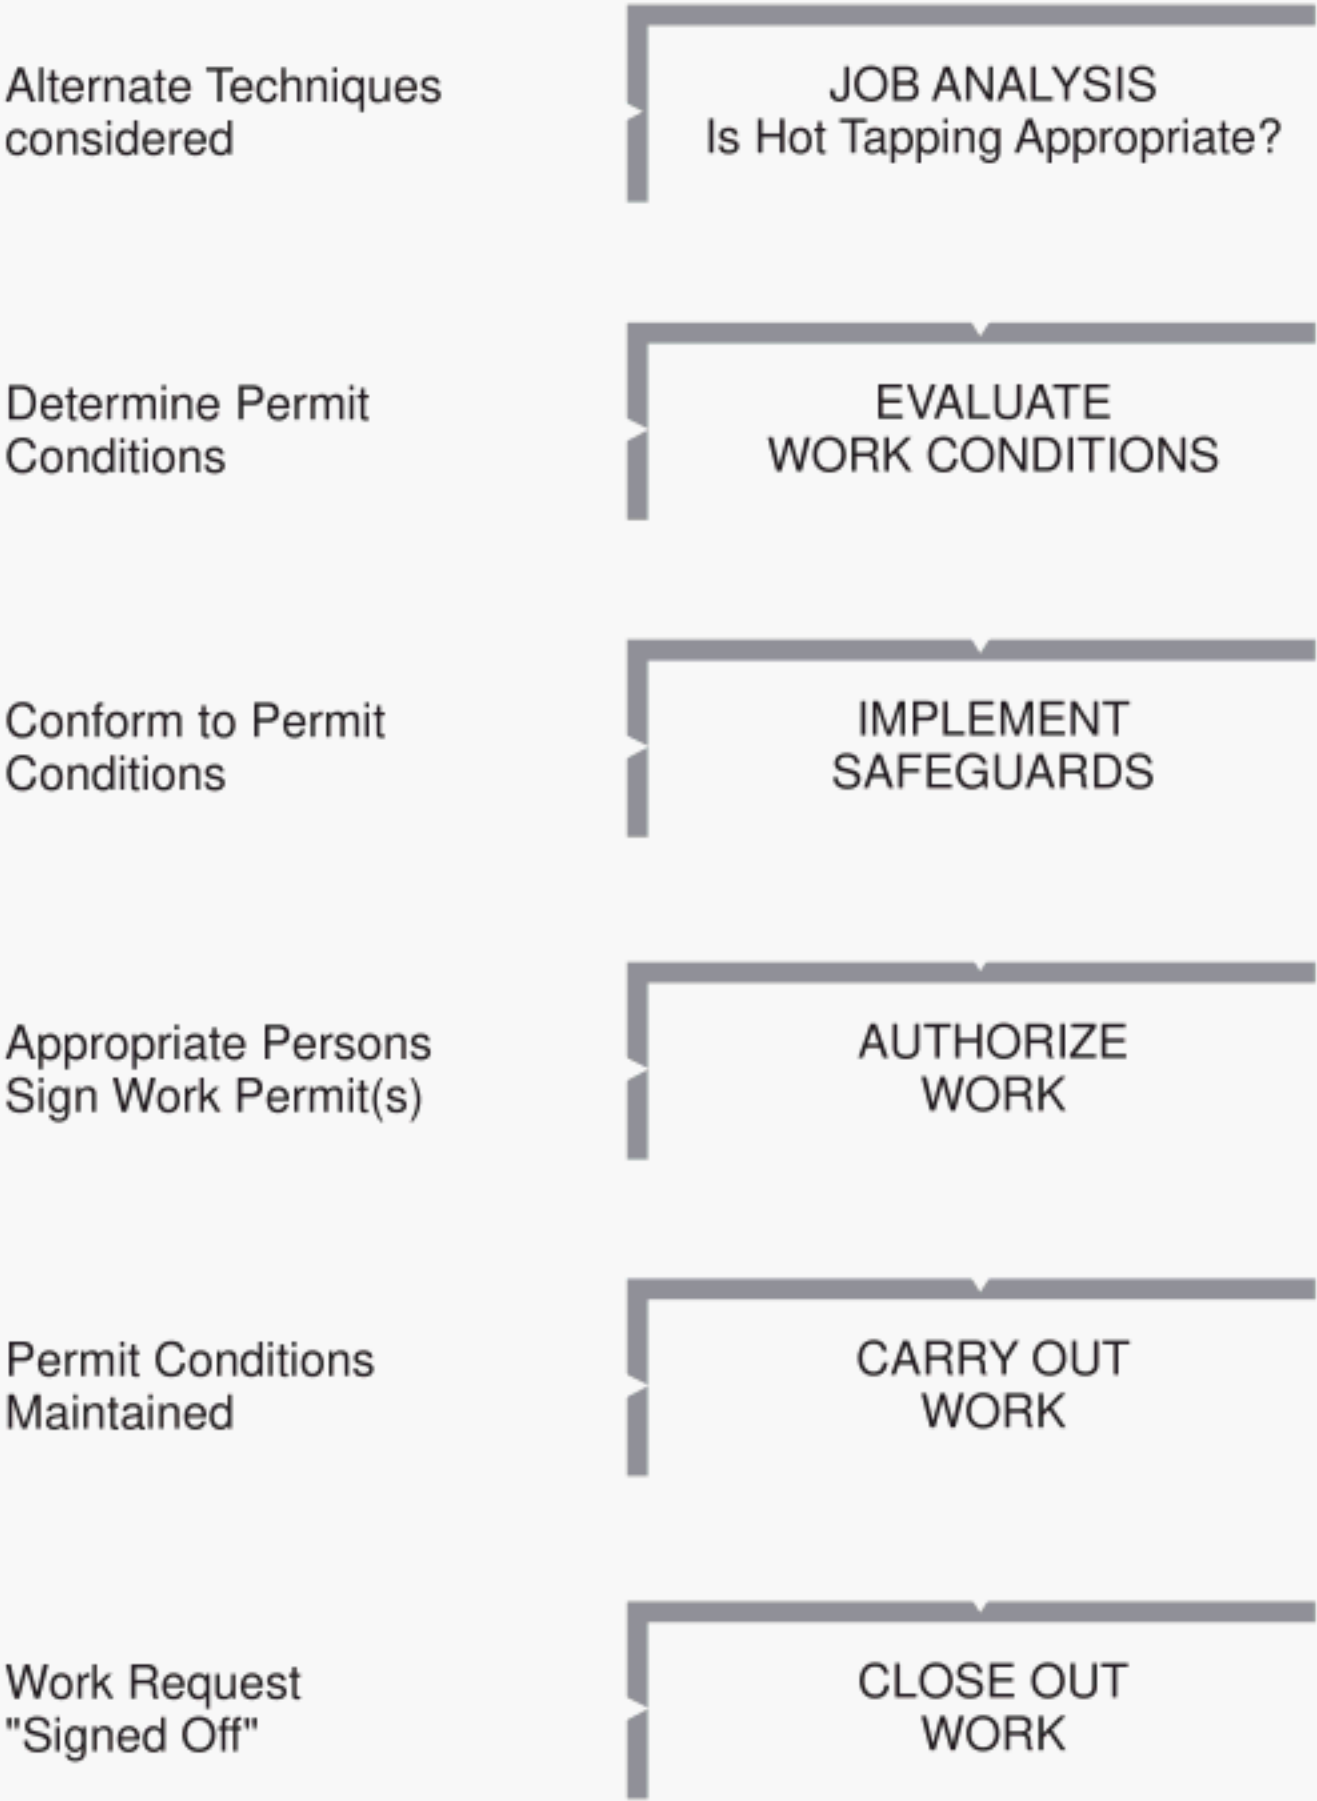 Alternate Techniques
considered
JOB ANALYSIS
Is Hot Tapping Appropriate?
Determine Permit
Conditions
EVALUATE
WORK CONDITIONS
Conform to Permit
Conditions
IMPLEMENT
SAFEGUARDS
Appropriate Persons
Sign Work Permit(s)
AUTHORIZE
WORK
Permit Conditions
Maintained
CARRY OUT
WORK
Work Request
"Signed Off"
CLOSE OUT
WORK